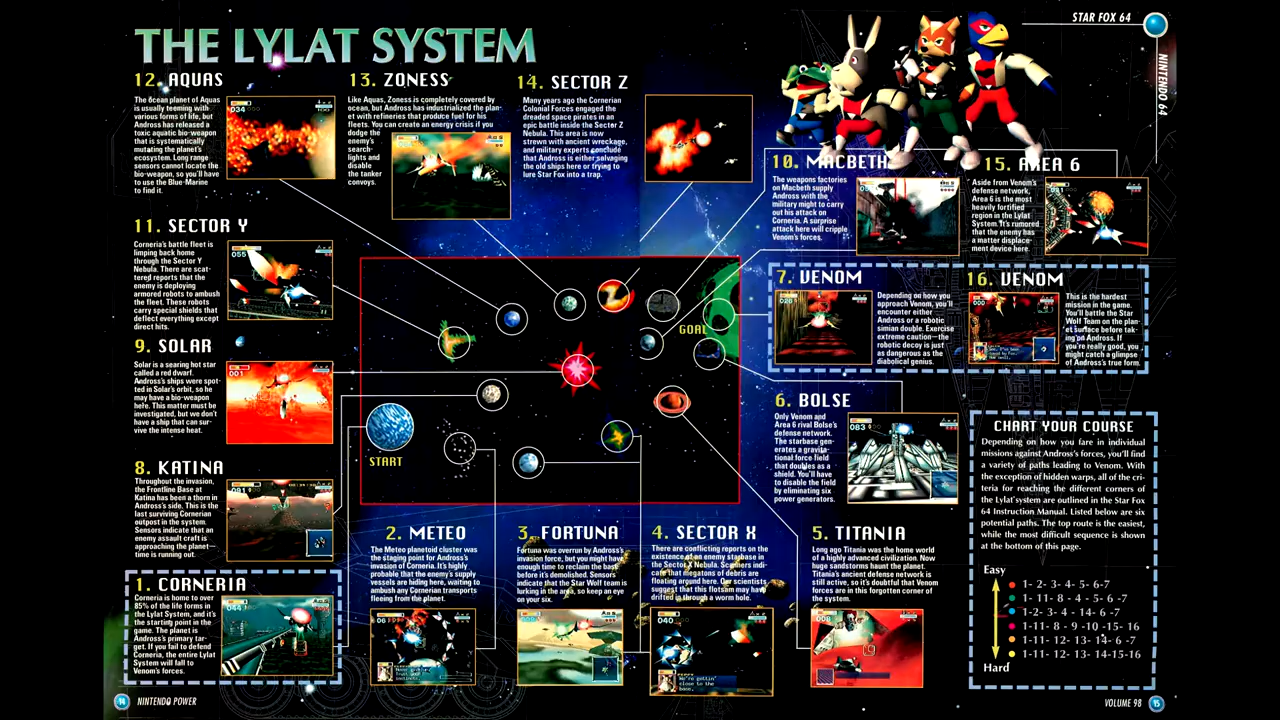 STAR FOX 64
NINTENDO 64
THE LYLAT SYSTEM
12. AQUAS
The ocean planet of Aquas
is usually teeming with
various forms of life, but
Andross has released a
toxic aquatic bio-weapon
that is systematically
mutating the planet's
ecosystem. Long range
sensors cannot locate the
bio-weapon, so you'll have
to use the Blue-Marine
to find it.
034
13. ZONESS
Like Aquas, Zoness is completely covered by
ocean, but Andross has industrialized the plan-
et with refineries that produce fuel for his
fleets. You can create an energy crisis if you
dodge the
enemy's
search-
lights and
disable
the tanker
convoys.
14. SECTOR Z
Many years ago the Cornerian
Colonial Forces engaged the
dreaded space pirates in an
epic battle inside the Sector Z
Nebula. This area is now
strewn with ancient wreckage,
and military experts conclude
that Andross is either salvaging
the old ships here or trying to
lure Star Fox into a trap.
10. MACBETH
The weapons factories
on Macbeth supply
Andross with the
military might to carry
out his attack on
Corneria. A surprise
attack here will cripple
Venom's forces.
15. AREA 6
Aside from Venom's
defense network,
Area 6 is the most
heavily fortified
region in the Lylat
System. It's rumored
that the enemy has
a matter displace-
ment device here.
11. SECTOR Y
Corneria's battle fleet is
limping back home
through the Sector Y
Nebula. There are scat-
tered reports that the
enemy is deploying
armored robots to ambush
the fleet. These robots
carry special shields that
deflect everything except
direct hits.
055
7. VENOM
Depending on how you
approach Venom, you'll
encounter either
Andross or a robotic
simian double. Exercise
extreme caution—the
robotic decoy is just
as dangerous as the
diabolical genius.
16. VENOM
000
This is the hardest
mission in the game.
You'll battle the Star
Wolf Team on the plan-
et surface before tak-
ing on Andross. If
you're really good, you
might catch a glimpse
of Andross's true form.
9. SOLAR
Solar is a searing hot star
called a red dwarf.
Andross's ships were spot-
ted in Solar's orbit, so he
may have a bio-weapon
here. This matter must be
investigated, but we don't
have a ship that can sur-
vive the intense heat.
001
GOAL
START
6. BOLSE
Only Venom and
Area 6 rival Bolse's
defense network.
The starbase gen-
erates a gravita-
tional force field
that doubles as a
shield. You'll have
to disable the field
by eliminating six
power generators.
083
8. KATINA
Throughout the invasion,
the Frontline Base at
Katina has been a thorn in
Andross's side. This is the
last surviving Cornerian
outpost in the system.
Sensors indicate that an
enemy assault craft is
approaching the planet—
time is running out.
091
1. CORNERIA
Corneria is home to over
85% of the life forms in
the Lylat System, and it's
the starting point in the
game. The planet is
Andross's primary tar-
get. If you fail to defend
Corneria, the entire Lylat
System will fall to
Venom's forces.
044
2. METEO
The Meteo planetoid cluster was
the staging point for Andross's
invasion of Corneria. It's highly
probable that the enemy's supply
vessels are hiding here, waiting to
ambush any Cornerian transports
fleeing from the planet.
3. FORTUNA
Fortuna was overrun by Andross's
invasion force, but you might have
enough time to reclaim the base
before it's demolished. Sensors
indicate that the Star Wolf team is
lurking in the area, so keep an eye
on your six.
4. SECTOR X
There are conflicting reports on the
existence of an enemy starbase in
the Sector X Nebula. Scanners indi-
cate that megatons of debris are
floating around here. Our scientists
suggest that this flotsam may have
drifted in through a worm hole.
040
We're gettin'
close to the
base.
5. TITANIA
Long ago Titania was the home world
of a highly advanced civilization. Now
huge sandstorms haunt the planet.
Titania's ancient defense network is
still active, so it's doubtful that Venom
forces are in this forgotten corner of
the system.
008
CHART YOUR COURSE
Depending on how you fare in individual
missions against Andross's forces, you'll find
a variety of paths leading to Venom. With
the exception of hidden warps, all of the cri-
teria for reaching the different corners of
the Lylat system are outlined in the Star Fox
64 Instruction Manual. Listed below are six
potential paths. The top route is the easiest,
while the most difficult sequence is shown
at the bottom of this page.
Easy
1- 2- 3- 4- 5- 6-7
1- 11- 8 - 4 - 5 - 6 -7
1-2- 3 - 4 - 14- 6 -7
1-11- 8 - 9 -10 -15- 16
1-11- 12- 13- 14- 6 -7
1-11- 12- 13- 14-15-16
Hard
14 NINTENDO POWER
VOLUME 98 15